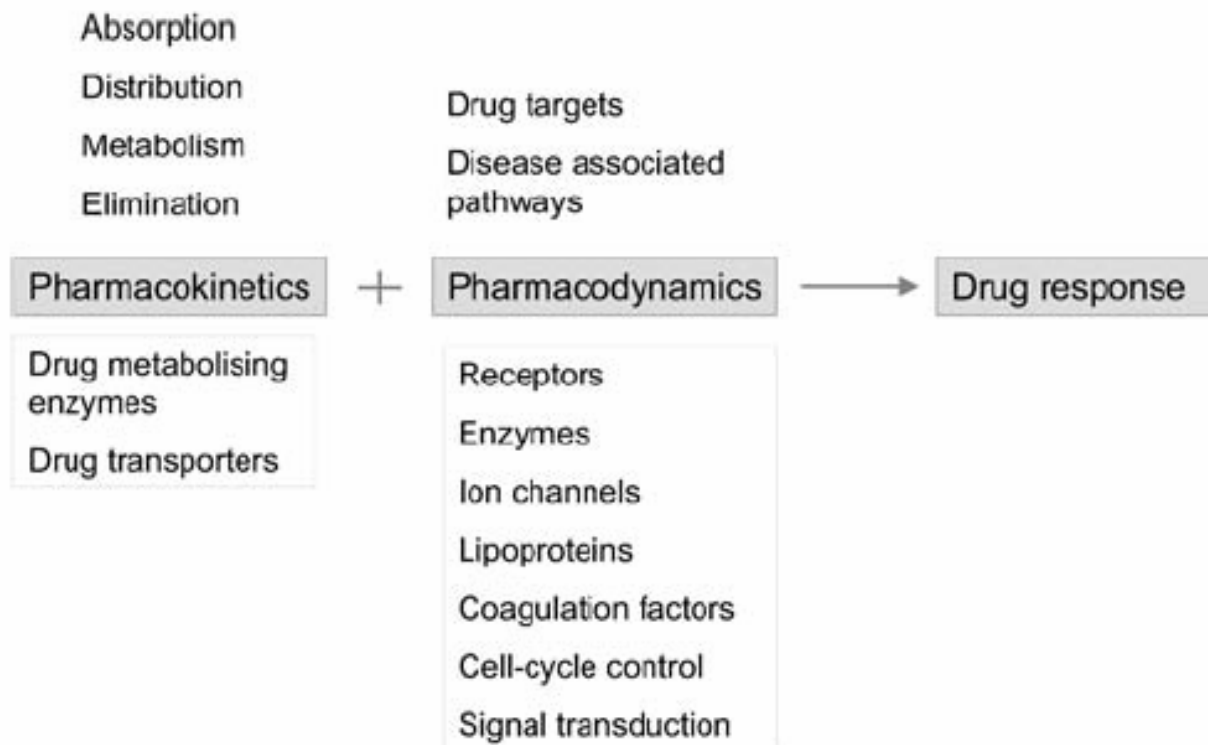 Absorption
Distribution
Metabolism
Elimination
Drug targets
Disease associated
pathways
Pharmacokinetics + Pharmacodynamics Drug response
Drug metabolising
enzymes
Drug transporters
Receptors
Enzymes
Ion channels
Lipoproteins
Coagulation factors
Cell-cycle control
Signal transduction